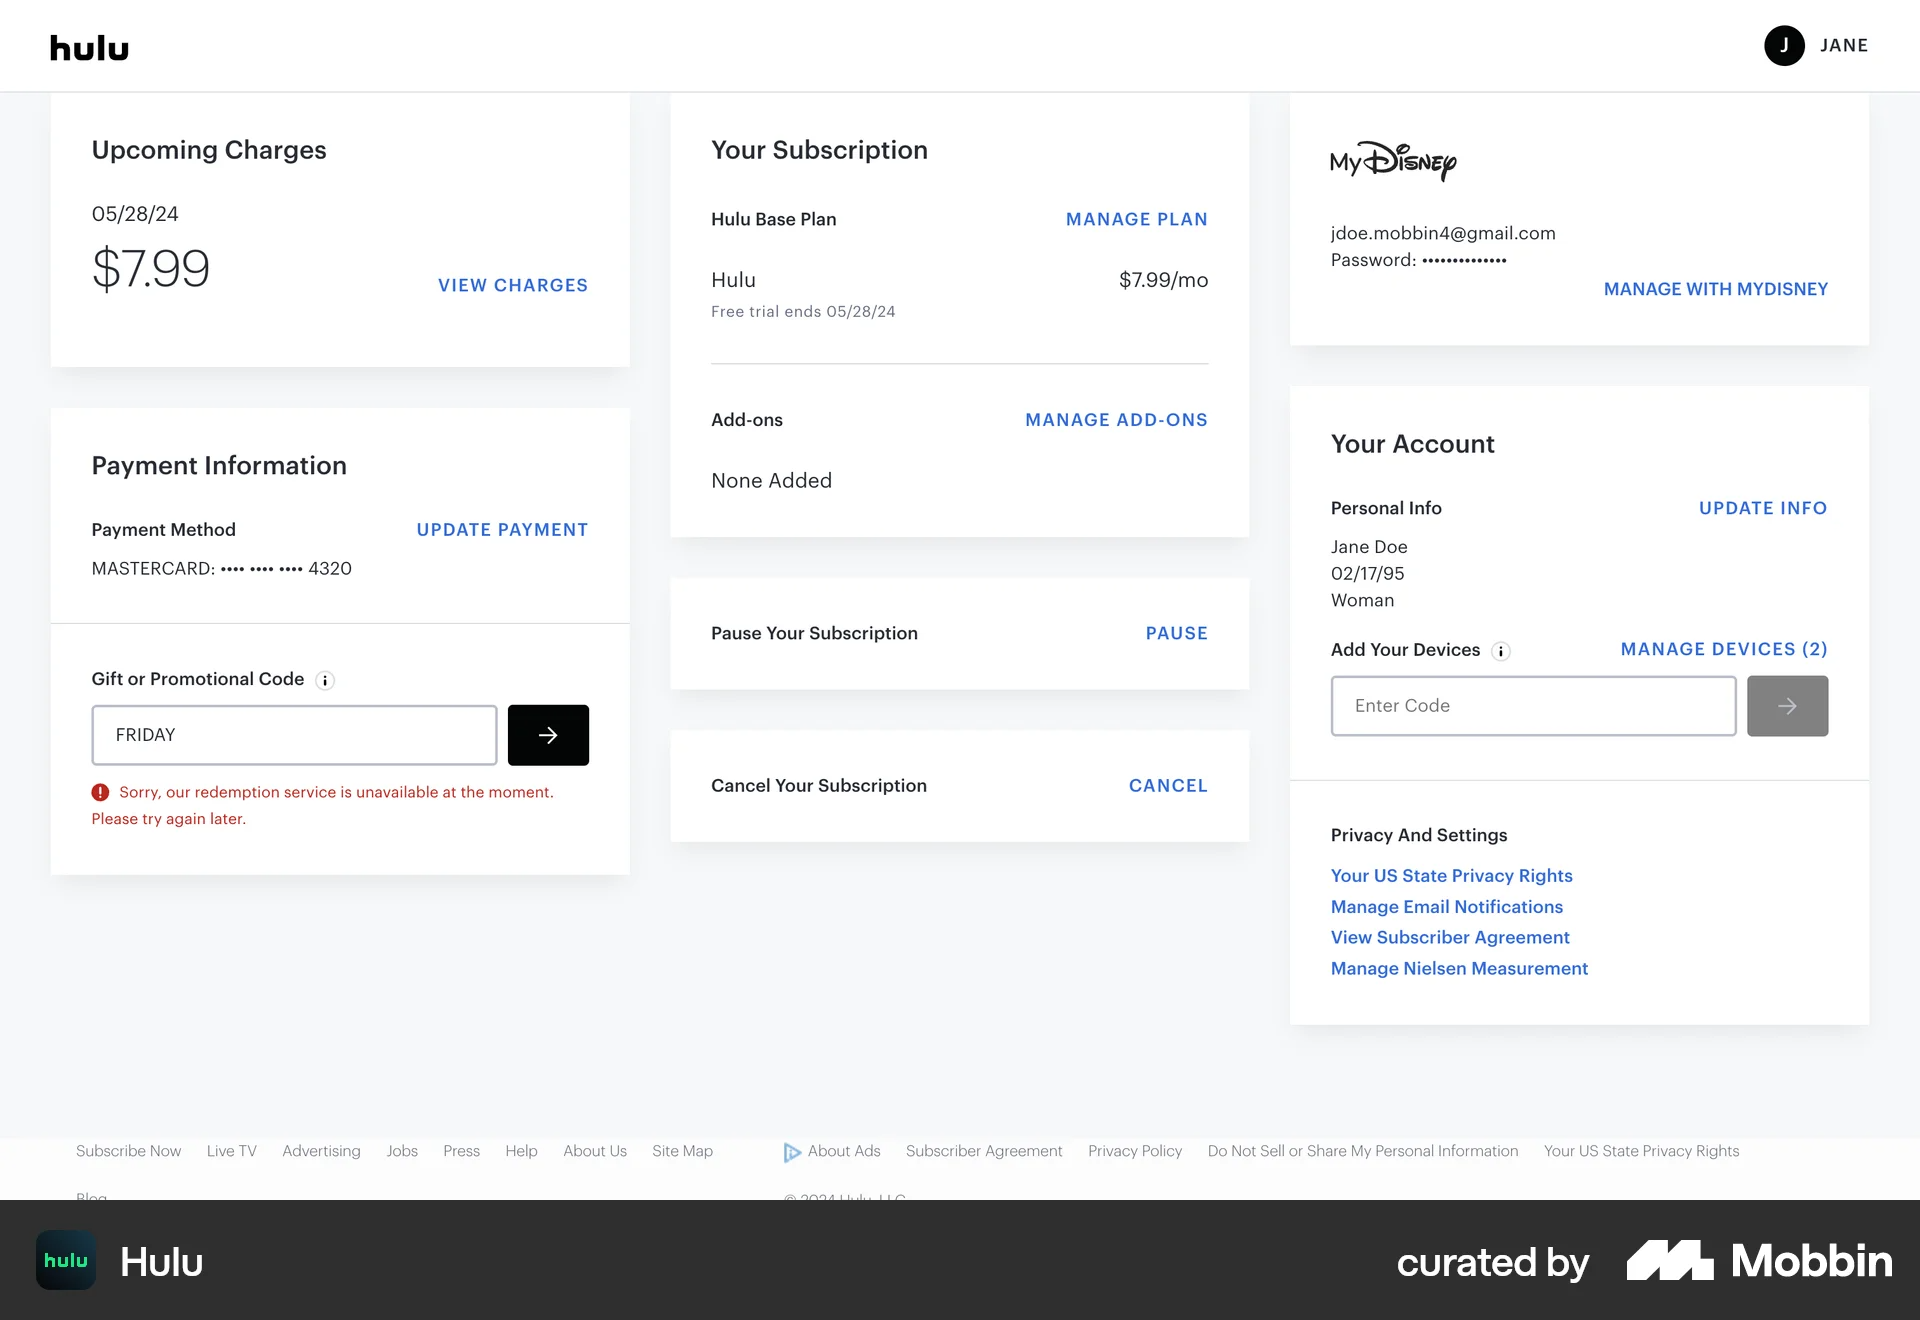 hulu
J JANE
Upcoming Charges
05/28/24
$7.99
VIEW CHARGES
Payment Information
Payment Method UPDATE PAYMENT
MASTERCARD: •••• •••• •••• 4320
Gift or Promotional Code i
FRIDAY
Sorry, our redemption service is unavailable at the moment.
Please try again later.
Your Subscription
Hulu Base Plan MANAGE PLAN
Hulu $7.99/mo
Free trial ends 05/28/24
Add-ons MANAGE ADD-ONS
None Added
Pause Your Subscription PAUSE
Cancel Your Subscription CANCEL
My Disney
jdoe.mobbin4@gmail.com
Password: ••••••••••••••
MANAGE WITH MYDISNEY
Your Account
Personal Info UPDATE INFO
Jane Doe
02/17/95
Woman
Add Your Devices i MANAGE DEVICES (2)
Enter Code
Privacy And Settings
Your US State Privacy Rights
Manage Email Notifications
View Subscriber Agreement
Manage Nielsen Measurement
Subscribe Now Live TV Advertising Jobs Press Help About Us Site Map
Blog
About Ads Subscriber Agreement Privacy Policy Do Not Sell or Share My Personal Information Your US State Privacy Rights
© 2024 Hulu, LLC
hulu Hulu
curated by Mobbin